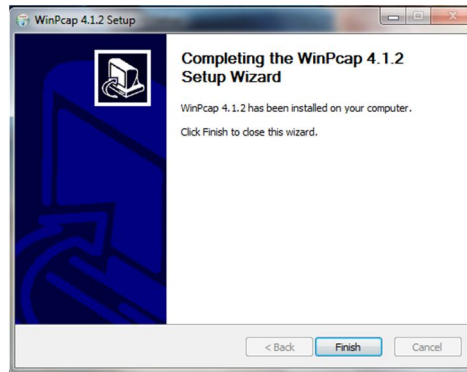 WinPcap 4.1.2 Setup
Completing the WinPcap 4.1.2
Setup Wizard
WinPcap 4.1.2 has been installed on your computer.
Click Finish to close this wizard.
< Back
Finish
Cancel